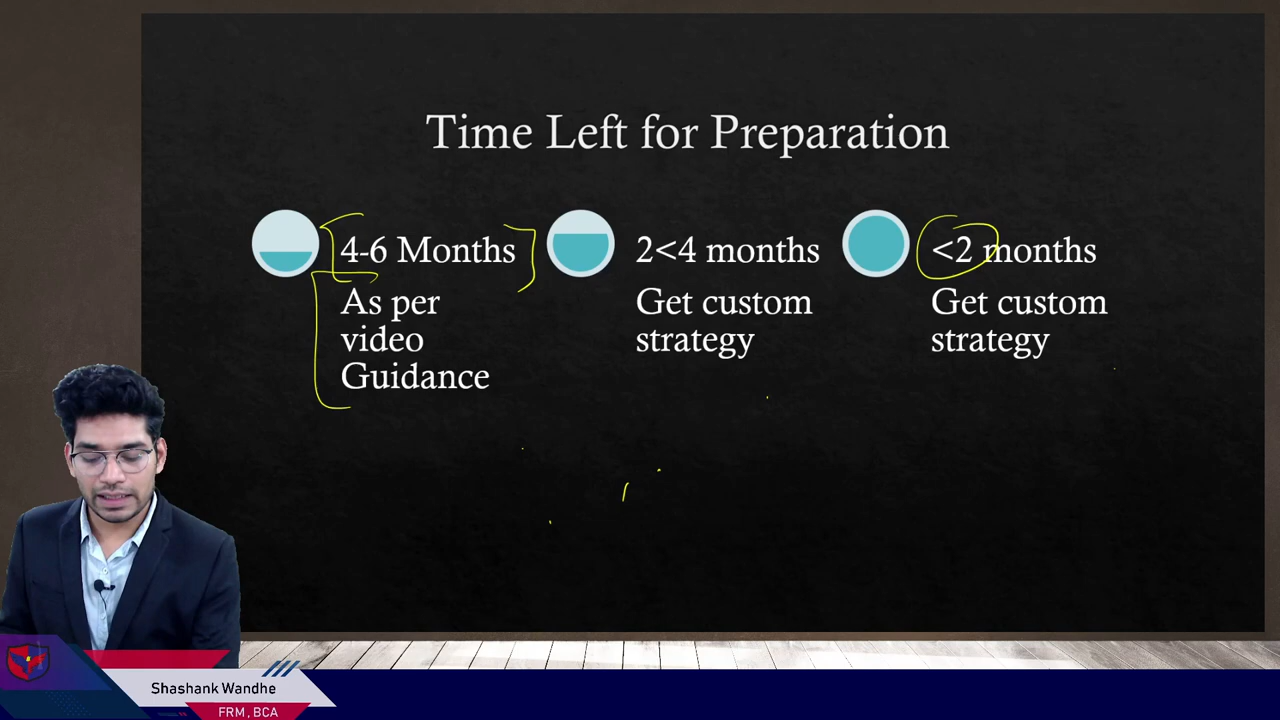 Time Left for Preparation
4-6 Months
As per
video
Guidance
2<4 months
Get custom
strategy
<2 months
Get custom
strategy
Shashank Wandhe
FRM, BCA